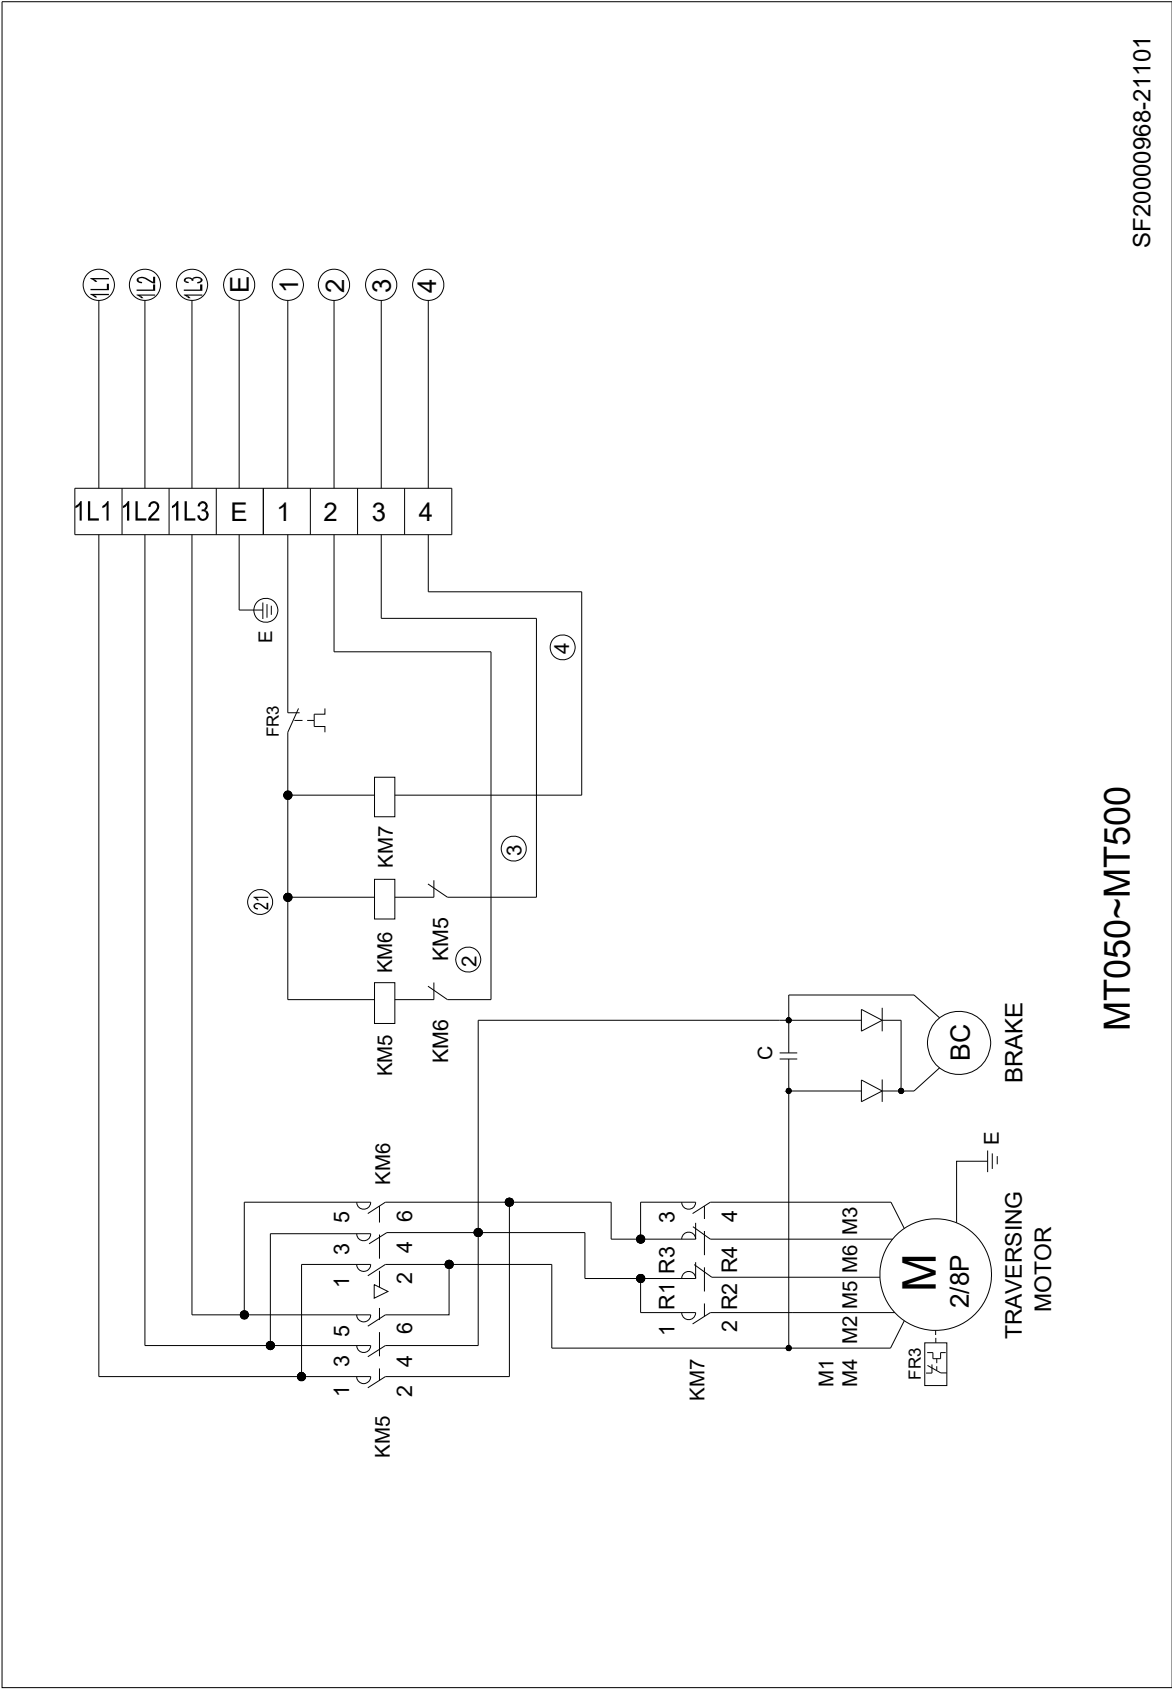 1L1
1L2
1L3
E
1
2
3
4
1L1 1L2 1L3 E 1 2 3 4
E
FR3
21
KM7
KM6
KM5
KM5
KM6
2
3
4
KM5
1 3 5
2 4 6
1 3 5
2 4 6
KM6
KM7
1 R1 R3 3
2 R2 R4 4
M1
M4
M2 M5 M6 M3
FR3
M
2/8P
E
TRAVERSING
MOTOR
C
BC
BRAKE
MT050~MT500
SF20000968-21101